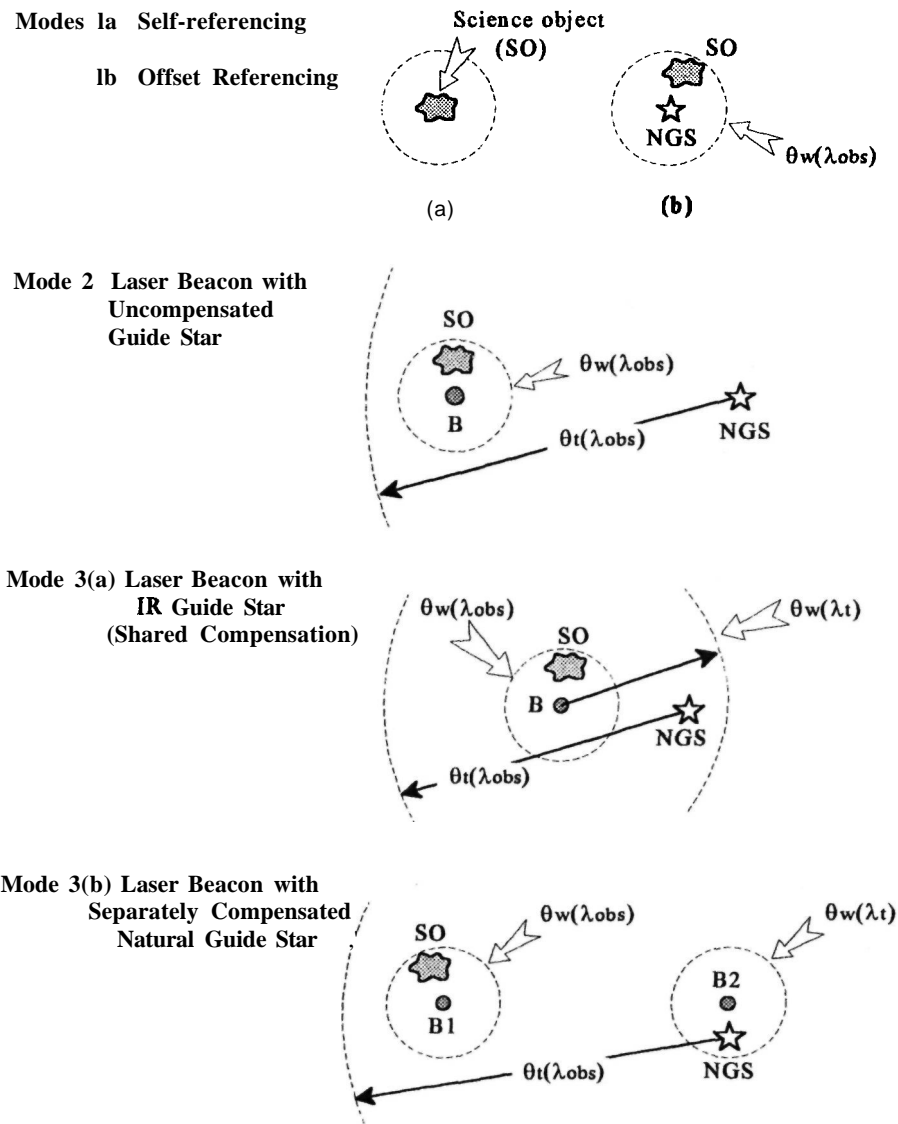 Modes la Self-referencing
lb Offset Referencing
Science object
(SO)
(a)
SO
NGS
θw(λobs)
(b)
Mode 2 Laser Beacon with
Uncompensated
Guide Star
SO
B
θw(λobs)
θt(λobs)
NGS
Mode 3(a) Laser Beacon with
IR Guide Star
(Shared Compensation)
θw(λobs)
SO
θw(λt)
B
NGS
θt(λobs)
Mode 3(b) Laser Beacon with
Separately Compensated
Natural Guide Star
SO
θw(λobs)
B1
θw(λt)
B2
NGS
θt(λobs)